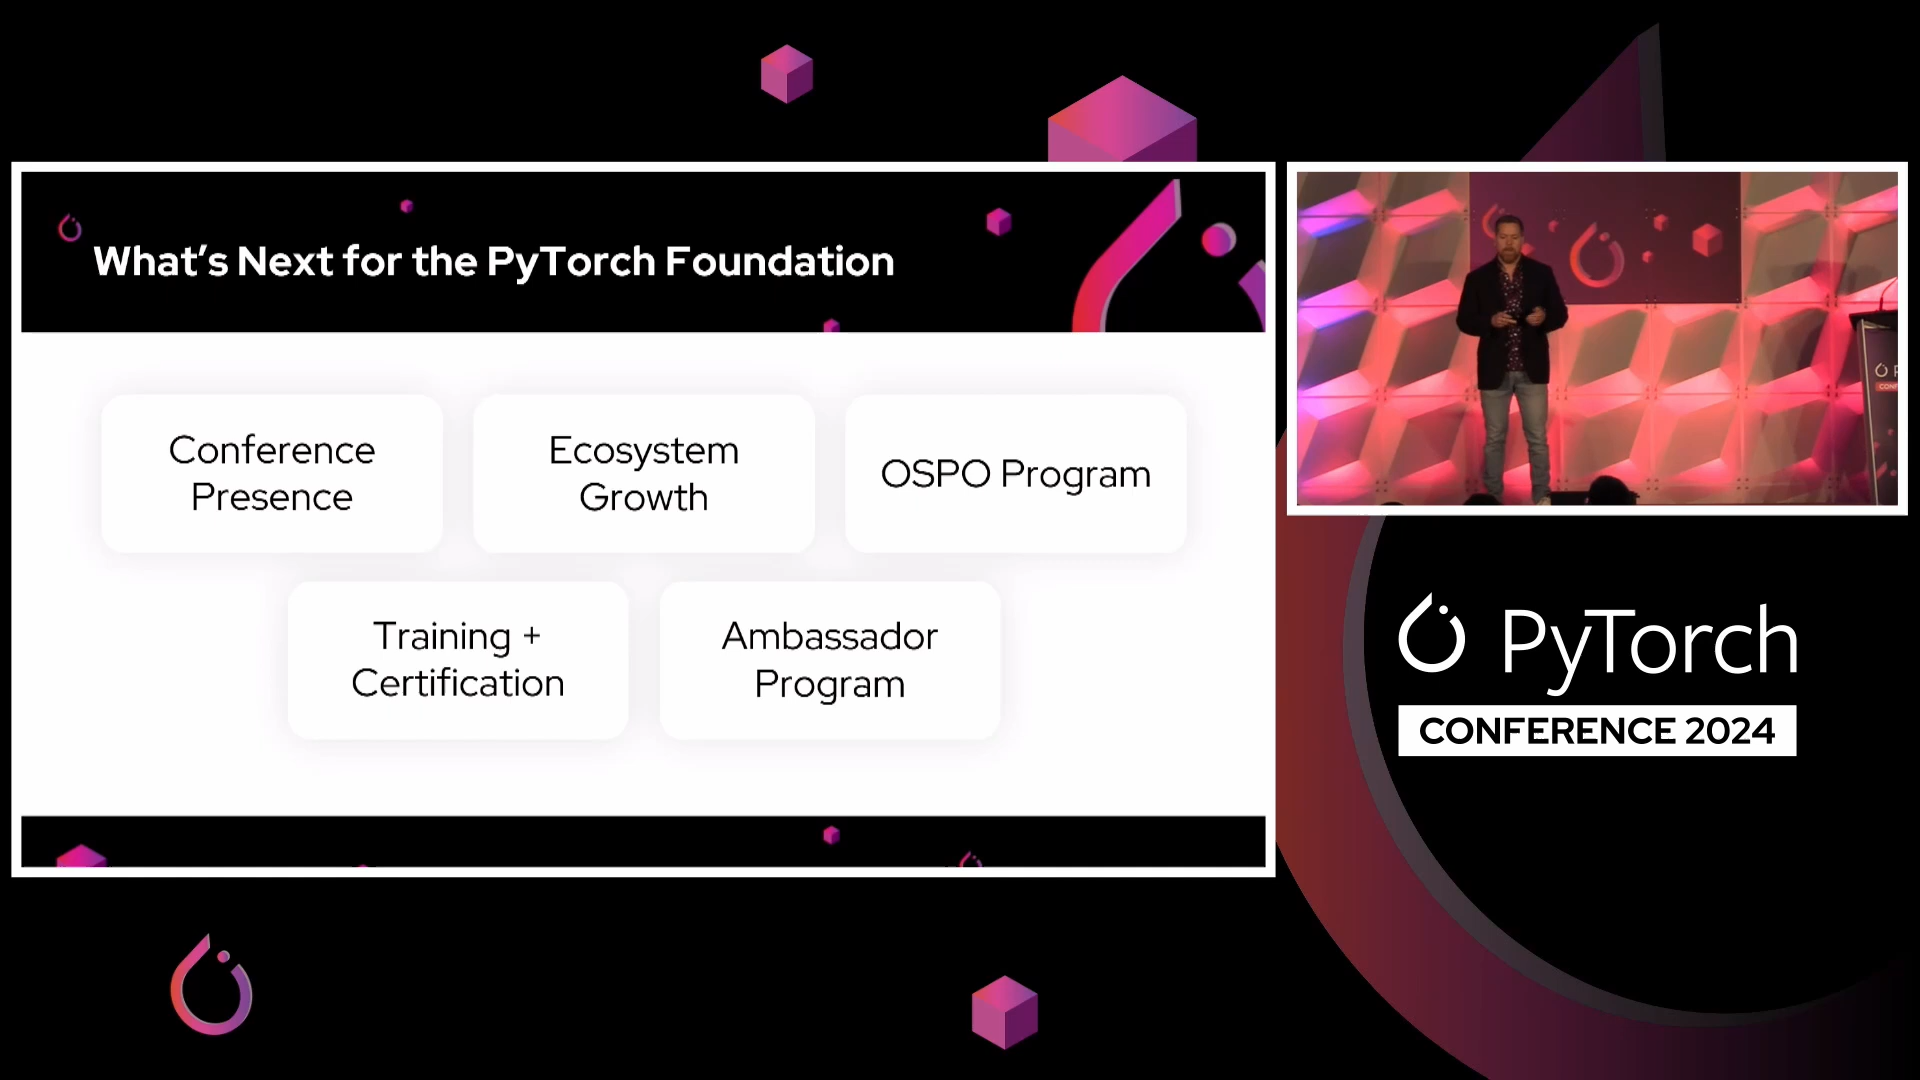 What's Next for the PyTorch Foundation
Conference
Presence
Ecosystem
Growth
OSPO Program
Training +
Certification
Ambassador
Program
PyTorch
CONFERENCE 2024